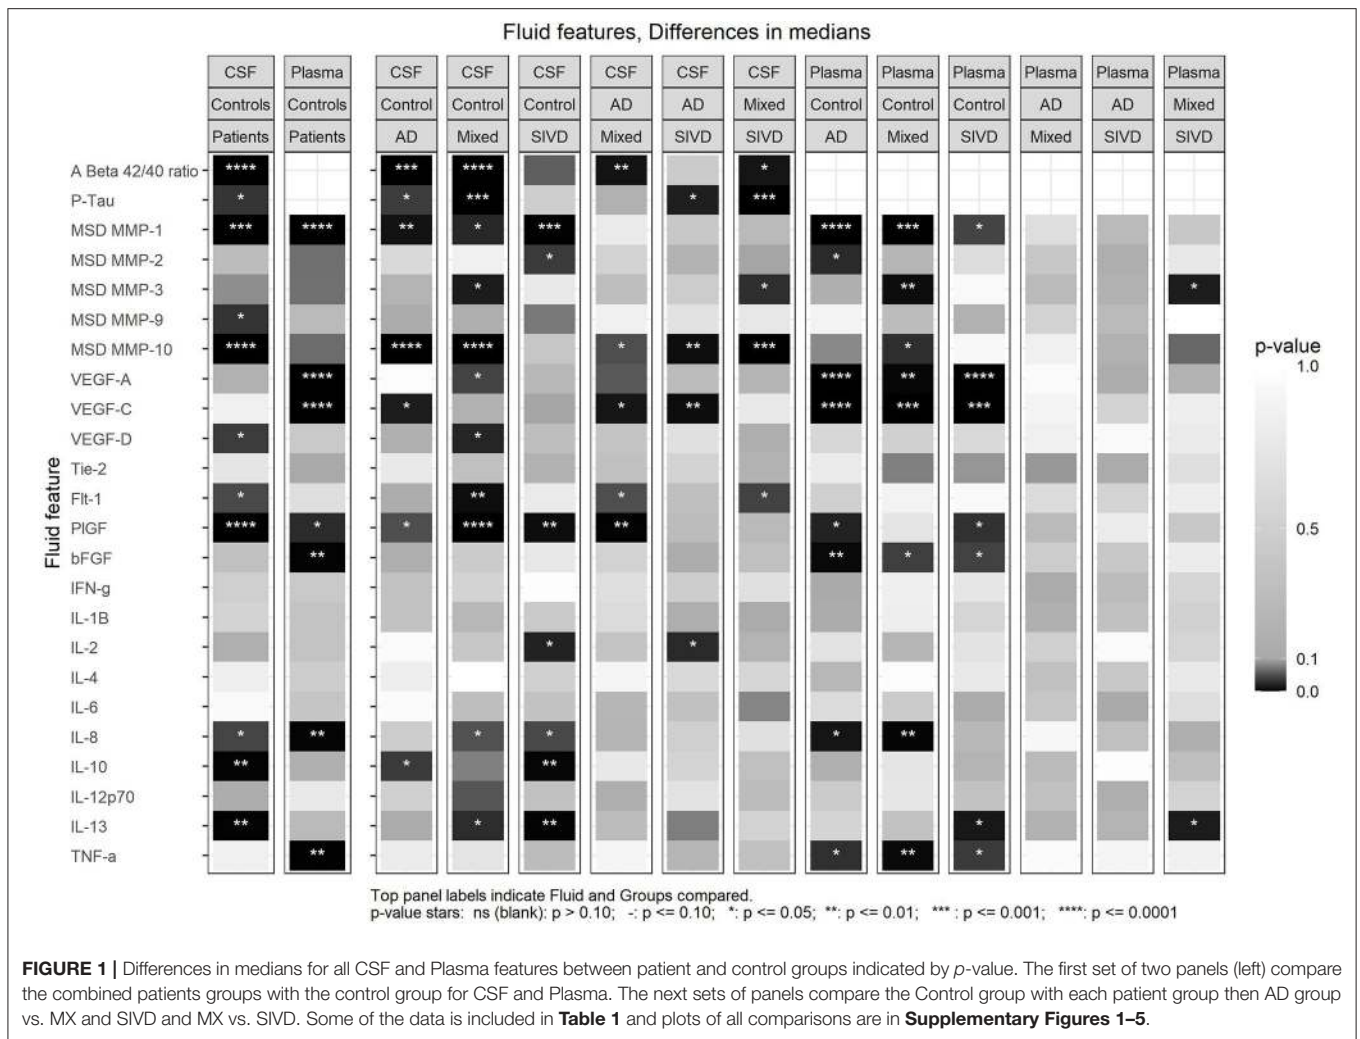 Fluid features, Differences in medians
CSF Plasma CSF CSF CSF CSF CSF CSF Plasma Plasma Plasma Plasma Plasma Plasma
Controls Controls Control Control Control AD AD Mixed Control Control Control AD AD Mixed
Patients Patients AD Mixed SIVD Mixed SIVD SIVD AD Mixed SIVD Mixed SIVD SIVD
Fluid feature
A Beta 42/40 ratio **** *** **** ** *
P-Tau * * *** * ***
MSD MMP-1 *** **** ** * *** **** *** *
MSD MMP-2 * *
MSD MMP-3 * * ** *
MSD MMP-9 *
MSD MMP-10 **** **** **** * ** *** *
VEGF-A **** * **** ** ****
VEGF-C **** * * ** **** *** ***
VEGF-D * *
Tie-2
Flt-1 * ** * *
PlGF **** * * **** ** ** * *
bFGF ** ** * *
IFN-g
IL-1B
IL-2 * *
IL-4
IL-6
IL-8 * ** * * * **
IL-10 ** * **
IL-12p70
IL-13 ** * ** * *
TNF-a ** * ** *
p-value
1.0
0.5
0.1
0.0
Top panel labels indicate Fluid and Groups compared.
p-value stars: ns (blank): p > 0.10; -: p <= 0.10; *: p <= 0.05; **: p <= 0.01; *** : p <= 0.001; ****: p <= 0.0001
FIGURE 1 | Differences in medians for all CSF and Plasma features between patient and control groups indicated by p-value. The first set of two panels (left) compare
the combined patients groups with the control group for CSF and Plasma. The next sets of panels compare the Control group with each patient group then AD group
vs. MX and SIVD and MX vs. SIVD. Some of the data is included in Table 1 and plots of all comparisons are in Supplementary Figures 1–5.